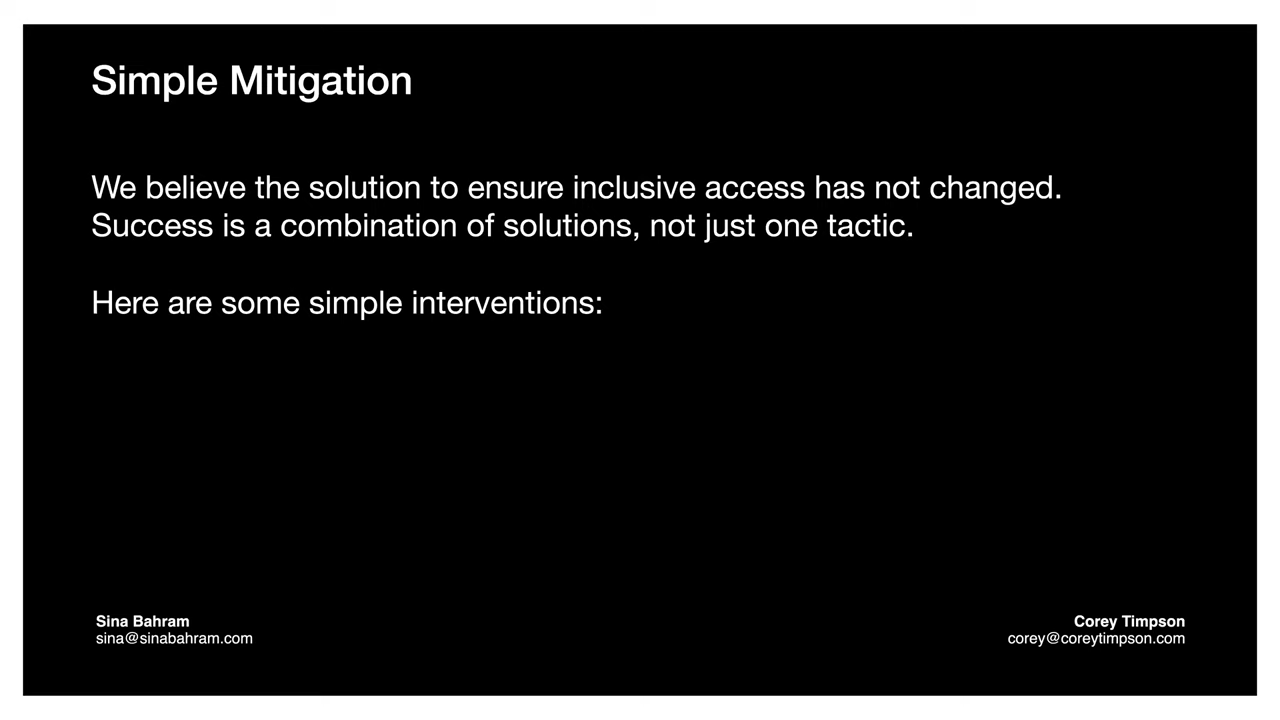 Simple Mitigation
We believe the solution to ensure inclusive access has not changed.
Success is a combination of solutions, not just one tactic.
Here are some simple interventions:
Sina Bahram
sina@sinabahram.com
Corey Timpson
corey@coreytimpson.com